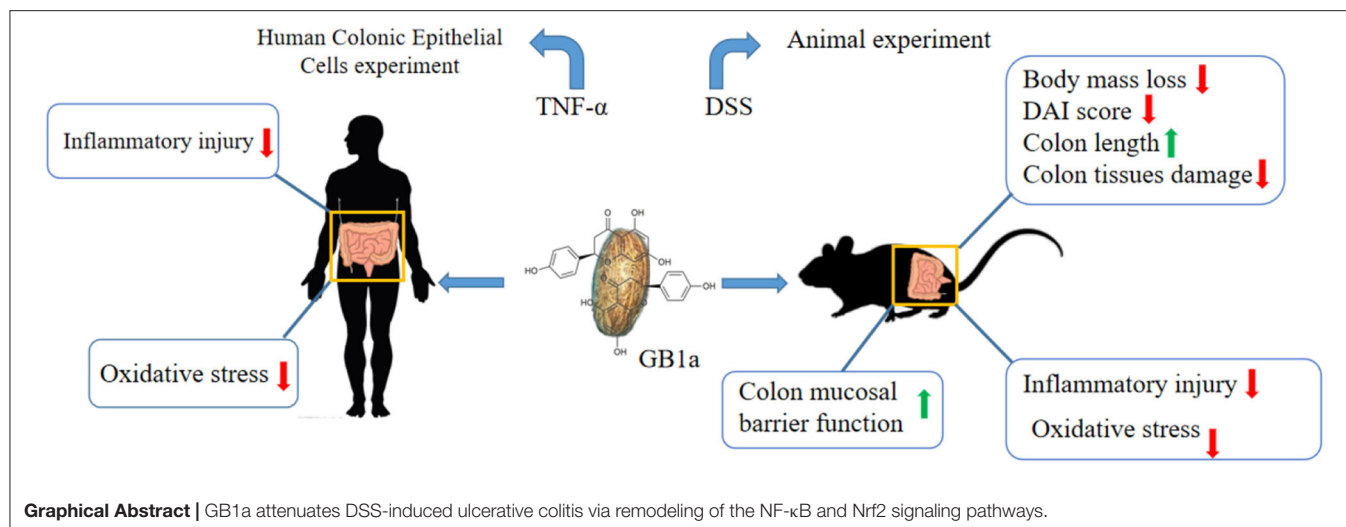 Human Colonic Epithelial
Cells experiment
TNF-α
DSS
Animal experiment
Inflammatory injury
Oxidative stress
Body mass loss
DAI score
Colon length
Colon tissues damage
O
OH
HO
OH
OH
HO
OH
GB1a
Colon mucosal
barrier function
Inflammatory injury
Oxidative stress
Graphical Abstract | GB1a attenuates DSS-induced ulcerative colitis via remodeling of the NF-κB and Nrf2 signaling pathways.